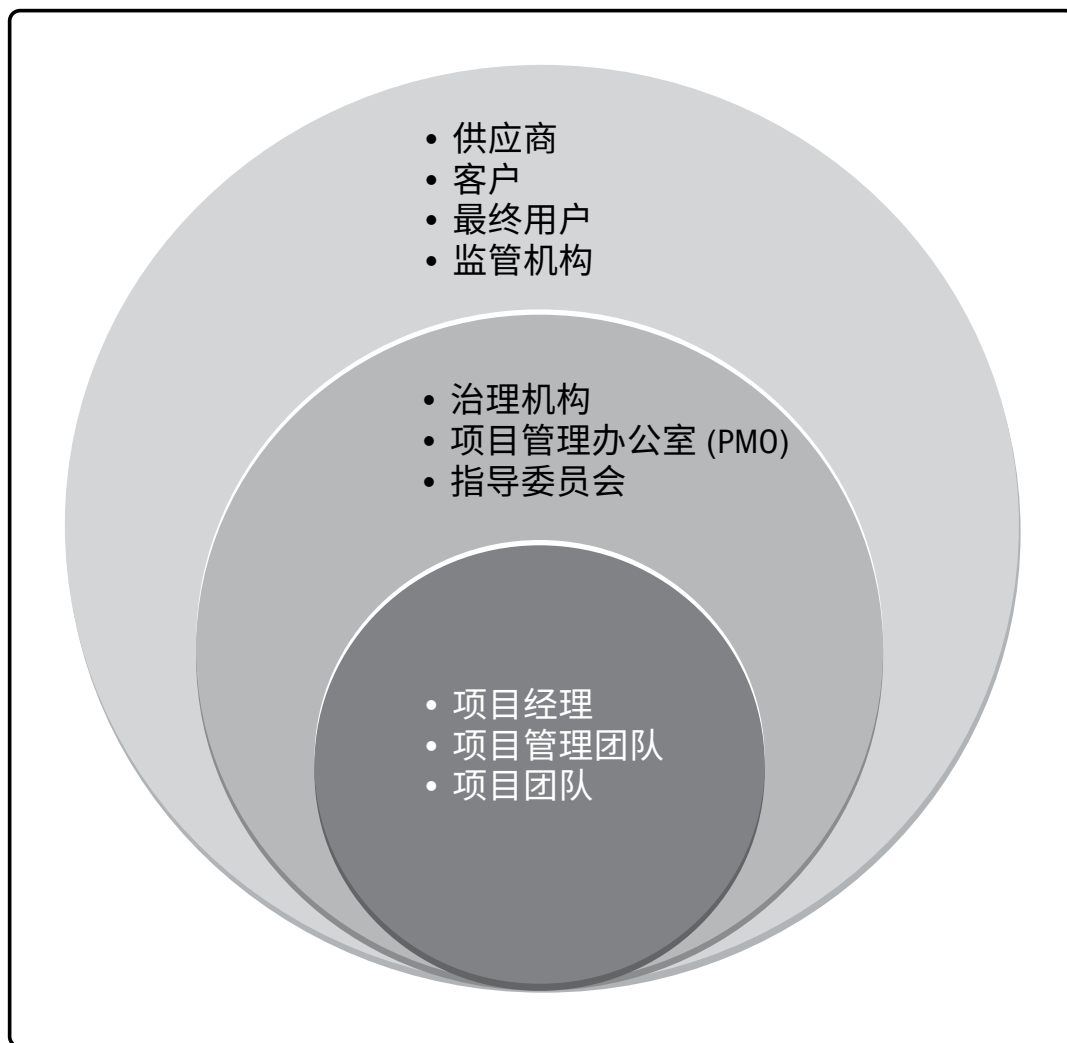 • 供应商
• 客户
• 最终用户
• 监管机构
• 治理机构
• 项目管理办公室 (PMO)
• 指导委员会
• 项目经理
• 项目管理团队
• 项目团队